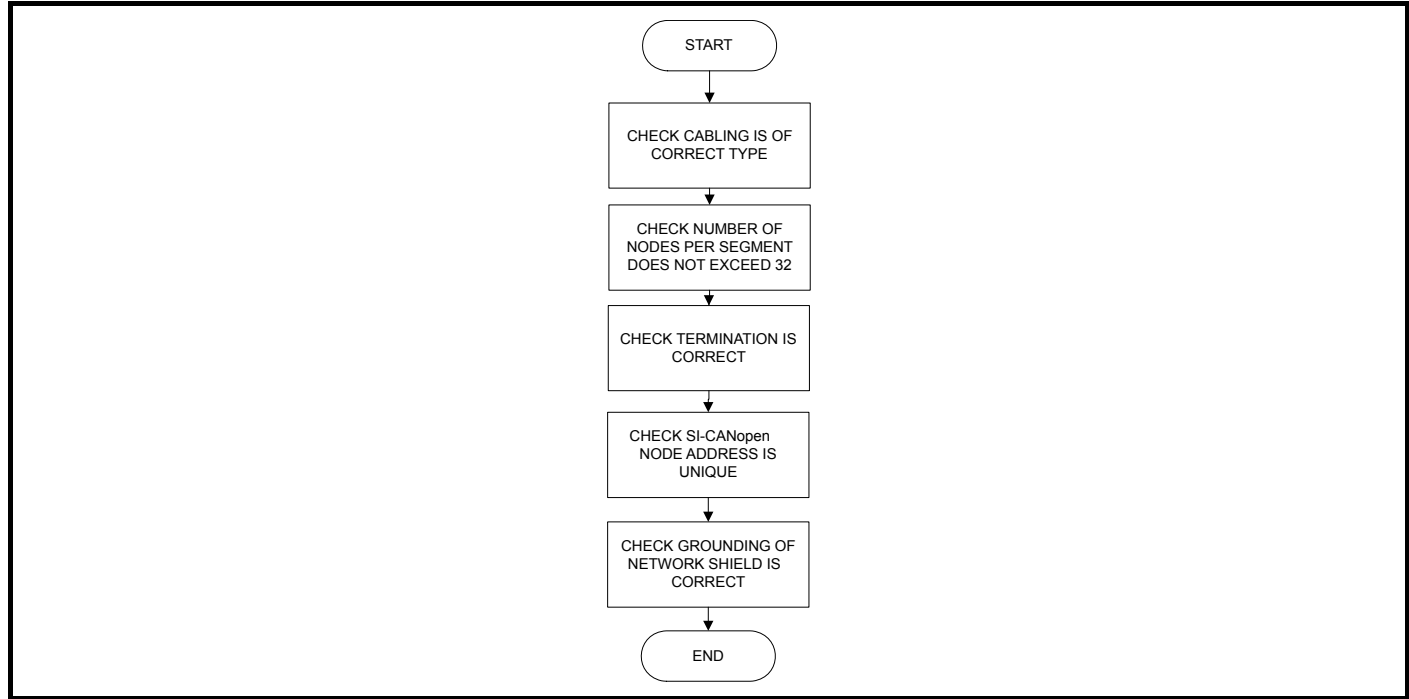 START
CHECK CABLING IS OF
CORRECT TYPE
CHECK NUMBER OF
NODES PER SEGMENT
DOES NOT EXCEED 32
CHECK TERMINATION IS
CORRECT
CHECK SI-CANopen
NODE ADDRESS IS
UNIQUE
CHECK GROUNDING OF
NETWORK SHIELD IS
CORRECT
END